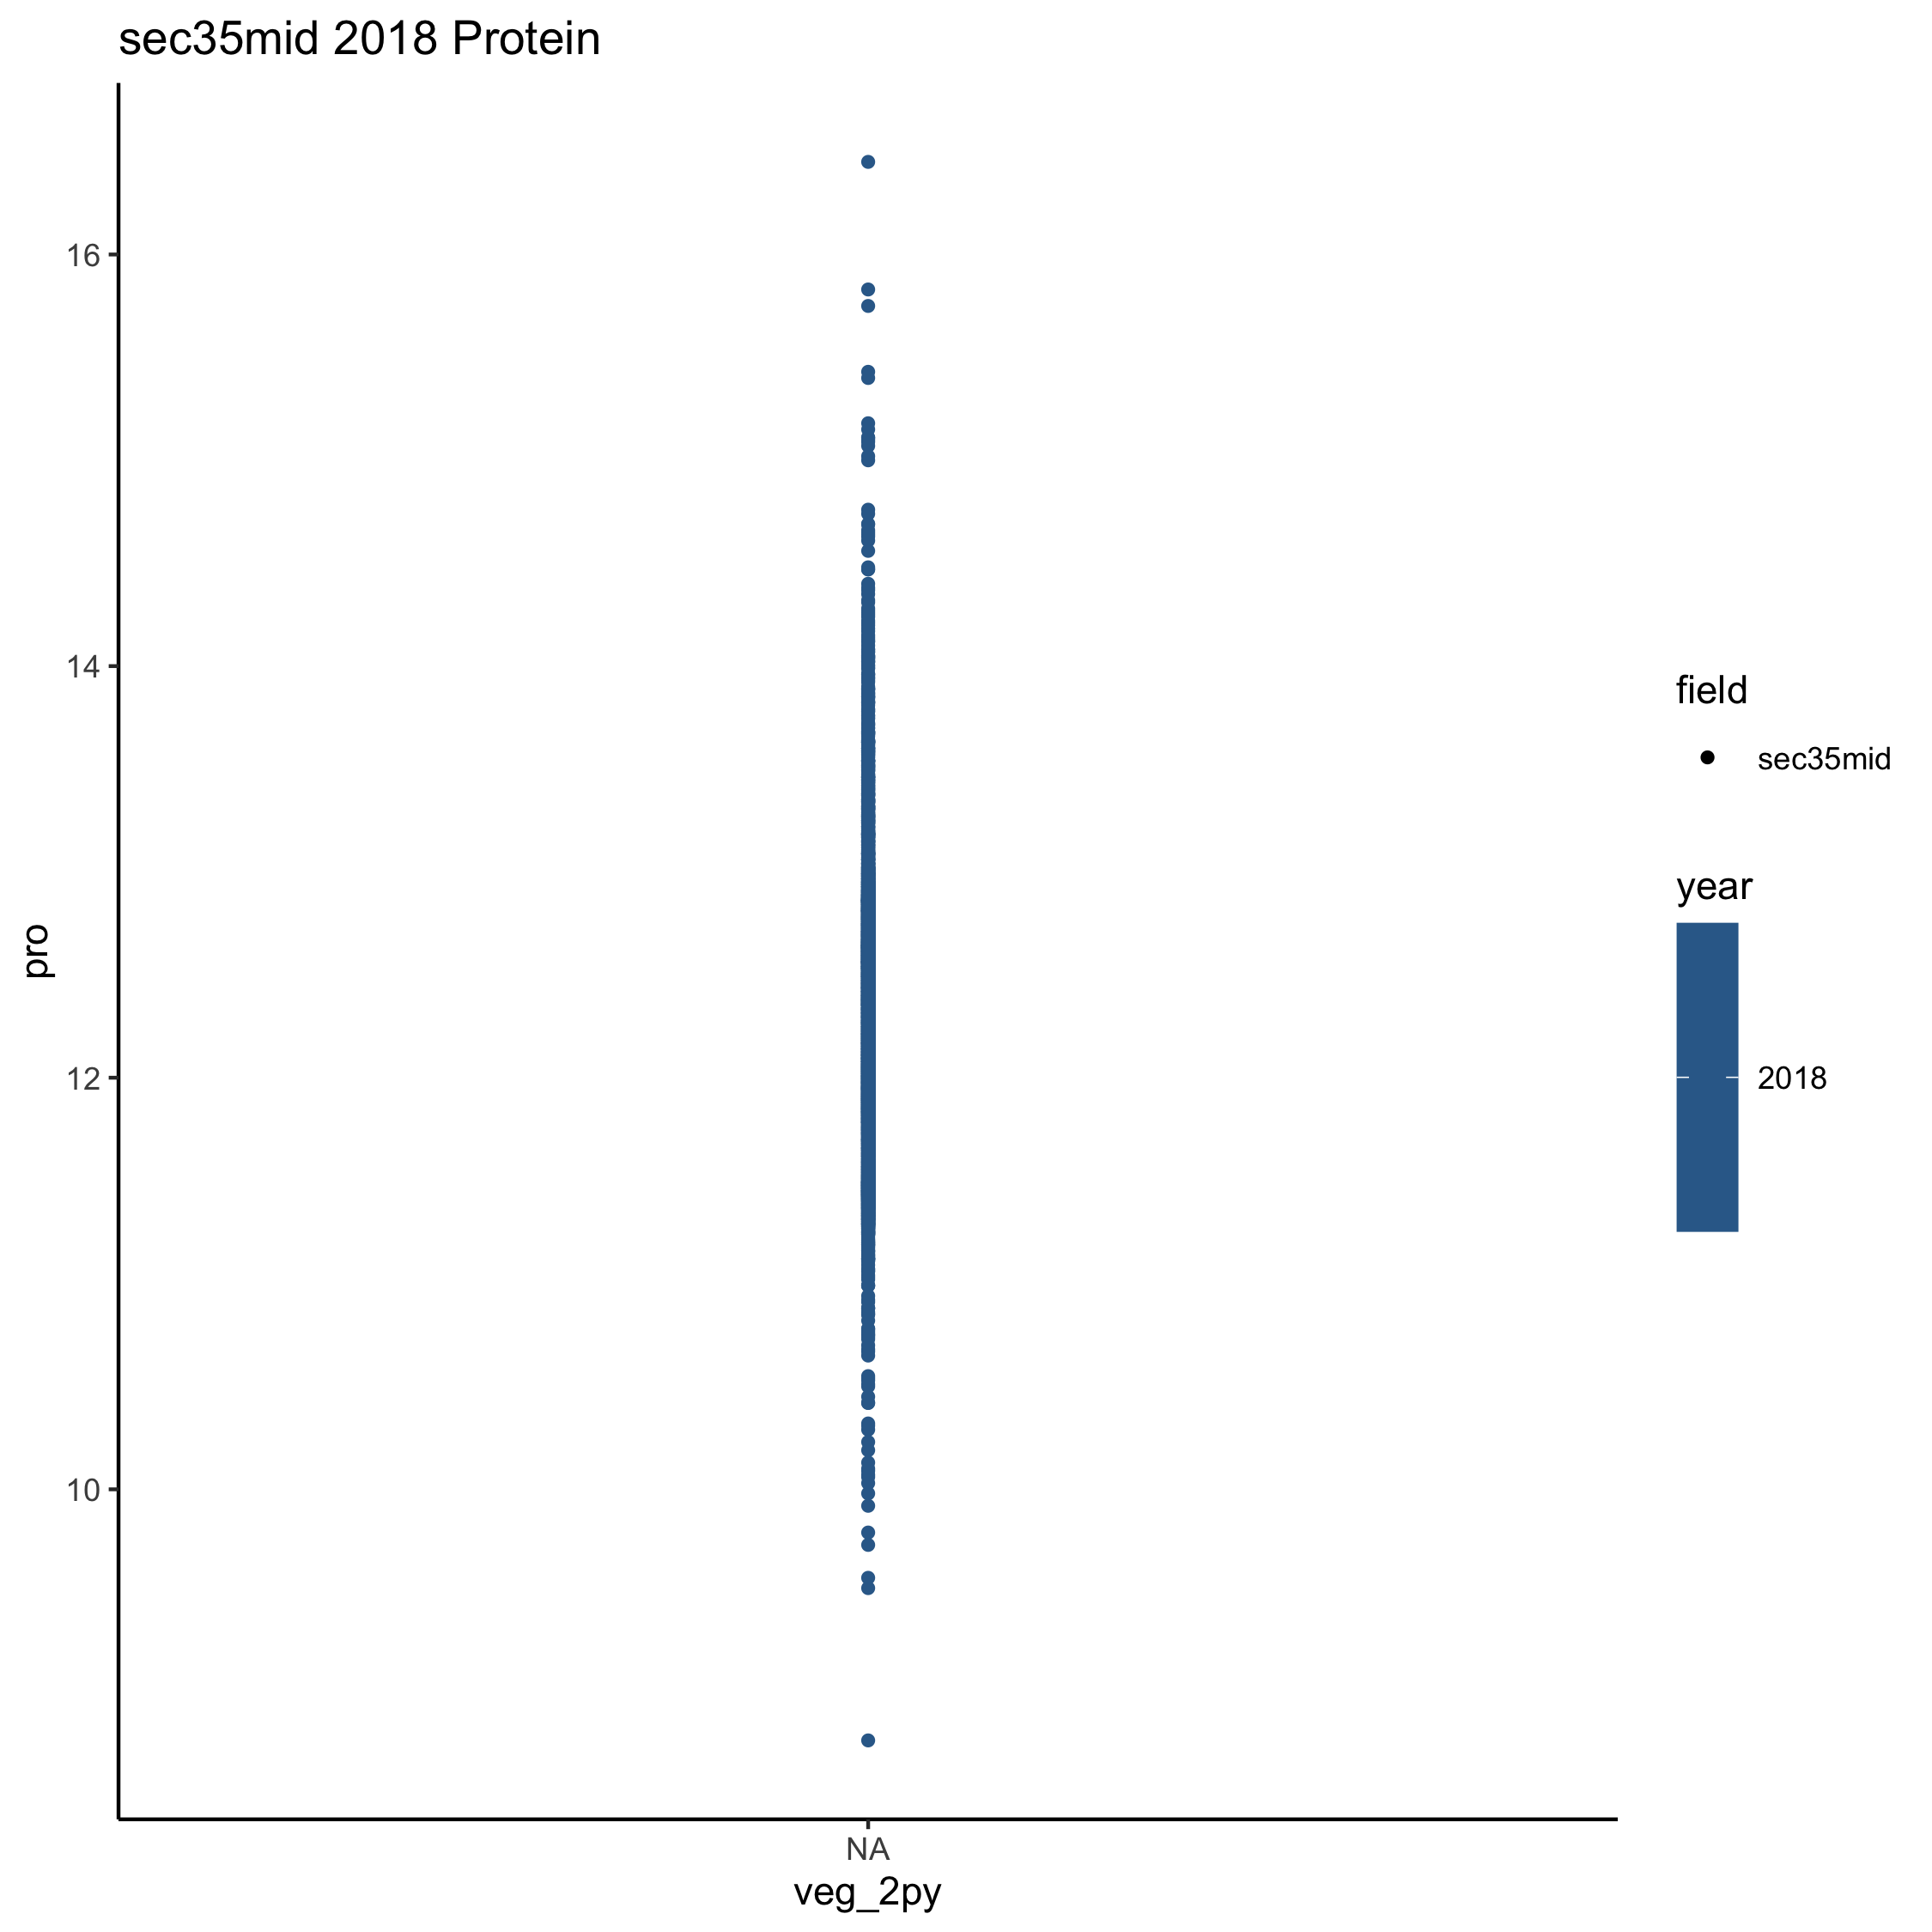 sec35mid 2018 Protein
16
14
12
10
pro
NA
veg_2py
field
sec35mid
year
2018